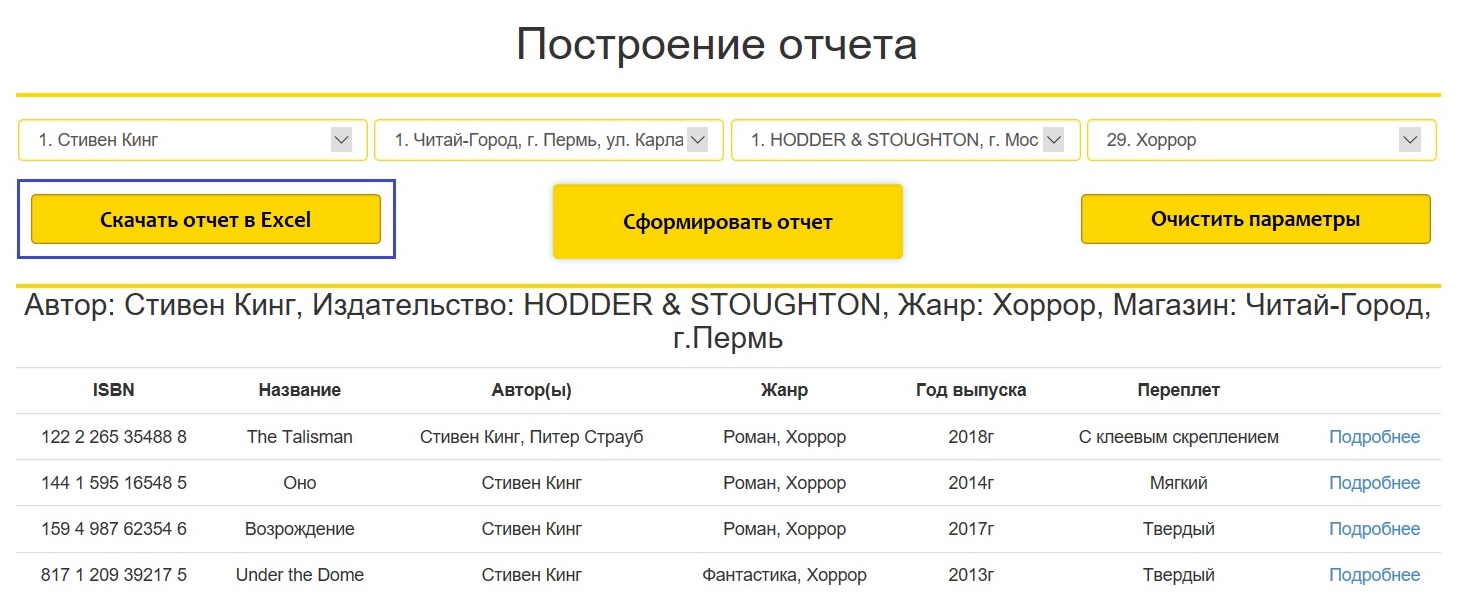 Построение отчета
1. Стивен Кинг 1. Читай-Город, г. Пермь, ул. Карла 1. HODDER & STOUGHTON, г. Мос 29. Хоррор
Скачать отчет в Excel Сформировать отчет Очистить параметры
Автор: Стивен Кинг, Издательство: HODDER & STOUGHTON, Жанр: Хоррор, Магазин: Читай-Город,
г.Пермь
ISBN Название Автор(ы) Жанр Год выпуска Переплет
122 2 265 35488 8 The Talisman Стивен Кинг, Питер Страуб Роман, Хоррор 2018г С клеевым скреплением Подробнее
144 1 595 16548 5 Оно Стивен Кинг Роман, Хоррор 2014г Мягкий Подробнее
159 4 987 62354 6 Возрождение Стивен Кинг Роман, Хоррор 2017г Твердый Подробнее
817 1 209 39217 5 Under the Dome Стивен Кинг Фантастика, Хоррор 2013г Твердый Подробнее